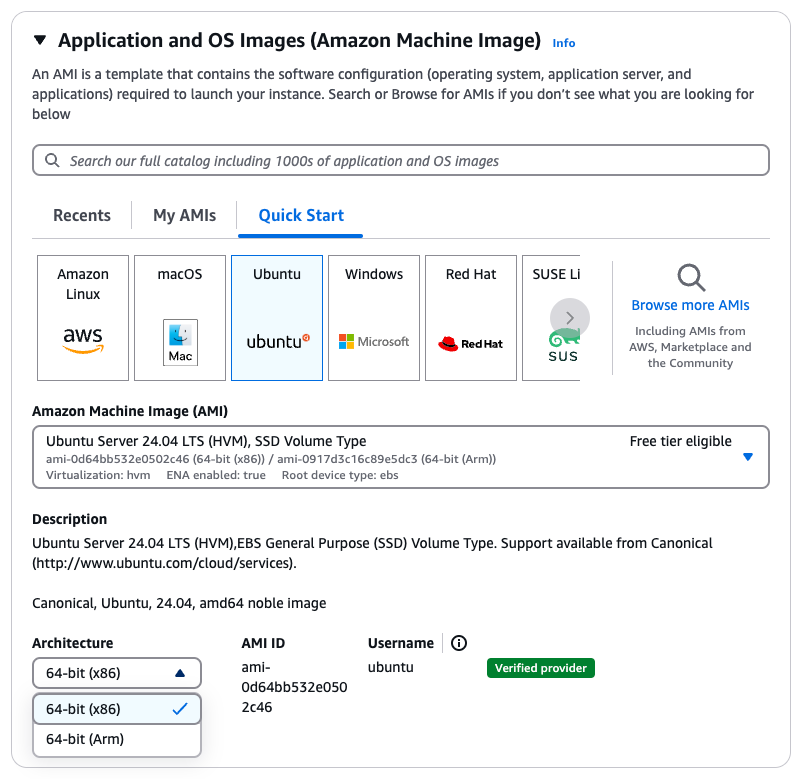 Application and OS Images (Amazon Machine Image) Info
An AMI is a template that contains the software configuration (operating system, application server, and
applications) required to launch your instance. Search or Browse for AMIs if you don't see what you are looking for
below
Search our full catalog including 1000s of application and OS images
Recents My AMIs Quick Start
Amazon
Linux
aws
macOS
Mac
Ubuntu
ubuntu
Windows
Microsoft
Red Hat
Red Hat
SUSE Li
SUS
Browse more AMIs
Including AMIs from
AWS, Marketplace and
the Community
Amazon Machine Image (AMI)
Ubuntu Server 24.04 LTS (HVM), SSD Volume Type Free tier eligible
ami-0d64bb532e0502c46 (64-bit (x86)) / ami-0917d3c16c89e5dc3 (64-bit (Arm))
Virtualization: hvm ENA enabled: true Root device type: ebs
Description
Ubuntu Server 24.04 LTS (HVM),EBS General Purpose (SSD) Volume Type. Support available from Canonical
(http://www.ubuntu.com/cloud/services).
Canonical, Ubuntu, 24.04, amd64 noble image
Architecture
64-bit (x86)
64-bit (x86)
64-bit (Arm)
AMI ID
ami-
0d64bb532e050
2c46
Username
ubuntu
Verified provider